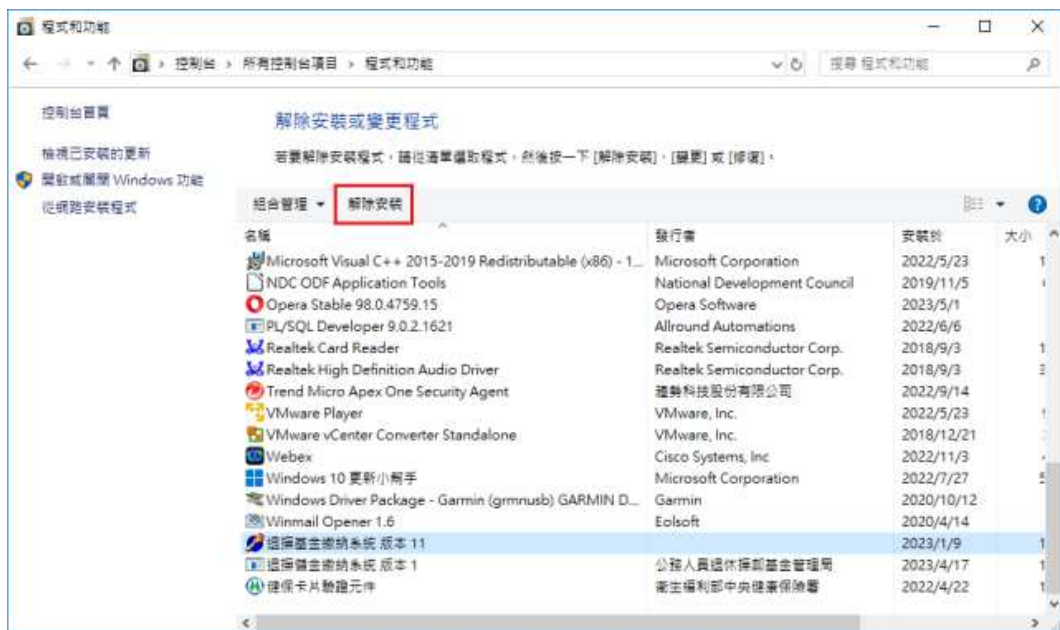 程式和功能
控制台 › 所有控制台項目 › 程式和功能
搜尋 程式和功能
控制台首頁
檢視已安裝的更新
開啟或關閉 Windows 功能
從網路安裝程式
解除安裝或變更程式
若要解除安裝程式，請從清單選取程式，然後按一下 [解除安裝]、[變更] 或 [修復]。
組合管理 解除安裝
名稱 發行者 安裝於 大小
Microsoft Visual C++ 2015-2019 Redistributable (x86) - 1... Microsoft Corporation 2022/5/23 1
NDC ODF Application Tools National Development Council 2019/11/5
Opera Stable 98.0.4759.15 Opera Software 2023/5/1
PL/SQL Developer 9.0.2.1621 Allround Automations 2022/6/6
Realtek Card Reader Realtek Semiconductor Corp. 2018/9/3 1
Realtek High Definition Audio Driver Realtek Semiconductor Corp. 2018/9/3
Trend Micro Apex One Security Agent 趨勢科技股份有限公司 2022/9/14
VMware Player VMware, Inc. 2022/5/23
VMware vCenter Converter Standalone VMware, Inc. 2018/12/21
Webex Cisco Systems, Inc 2022/11/3
Windows 10 更新小幫手 Microsoft Corporation 2022/7/27
Windows Driver Package - Garmin (grmnusb) GARMIN D... Garmin 2020/10/12
Winmail Opener 1.6 Eolsoft 2020/4/14
退撫基金繳納系統 版本 11 2023/1/9 1
退撫儲金繳納系統 版本 1 公務人員退休撫卹基金管理局 2023/4/17 1
健保卡片驗證元件 衛生福利部中央健康保險署 2022/4/22 1